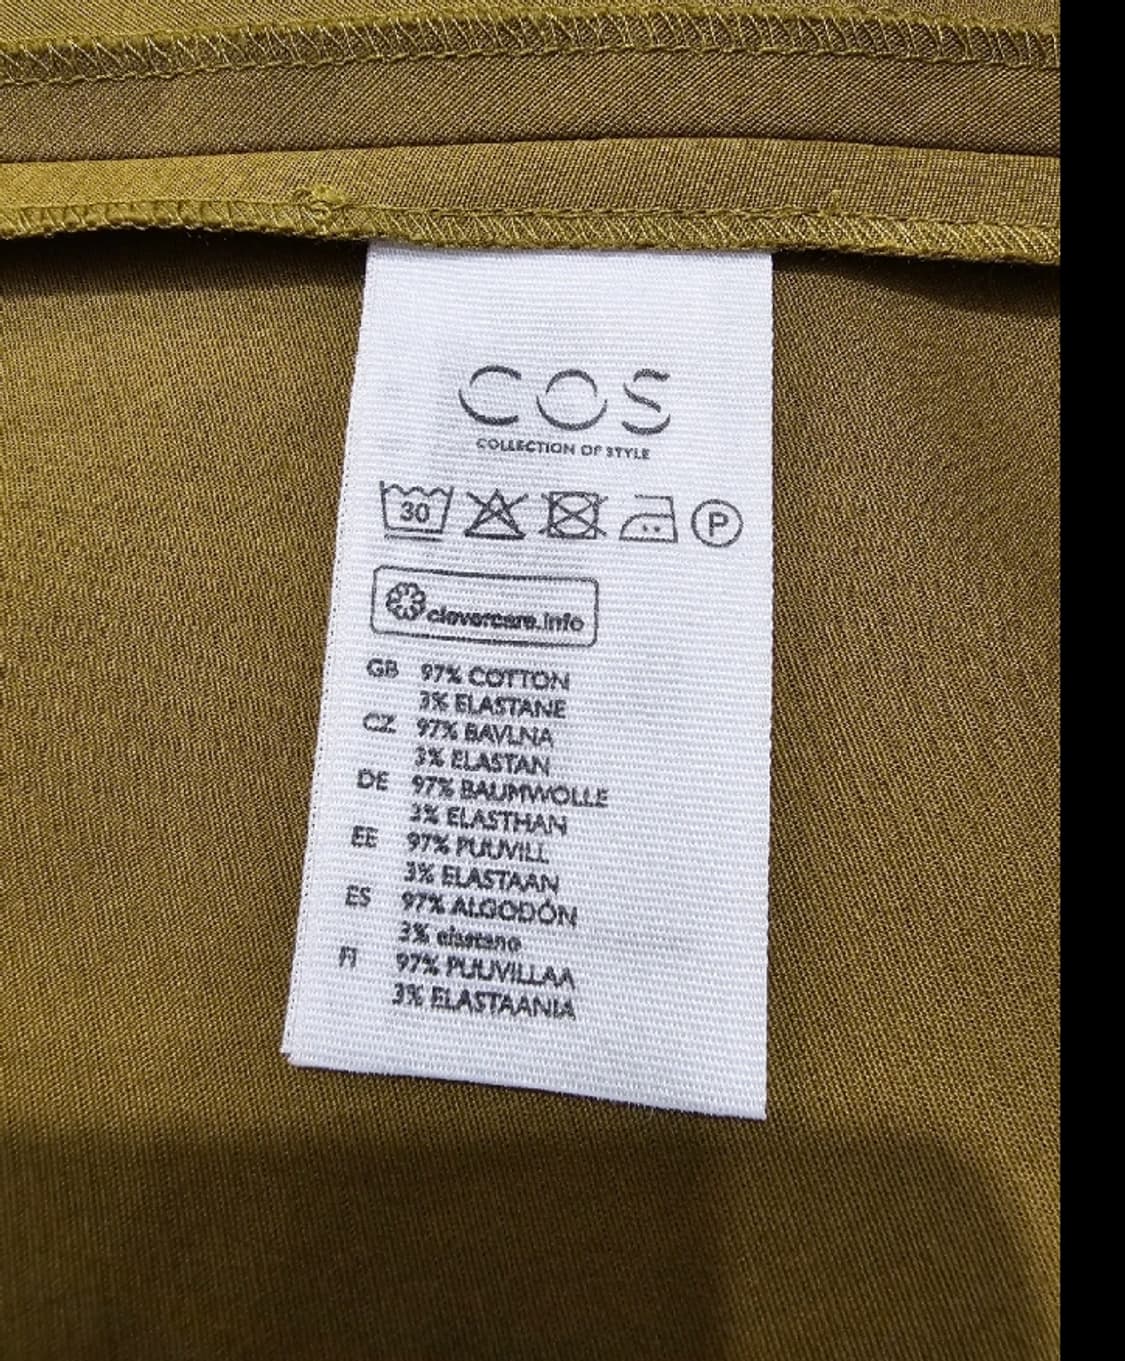 COS
COLLECTION OF STYLE
30 P
clevercare.info
GB 97% COTTON
3% ELASTANE
CZ 97% BAVLNA
3% ELASTAN
DE 97% BAUMWOLLE
3% ELASTHAN
EE 97% PUUVILL
3% ELASTAAN
ES 97% ALGODÓN
3% elastano
FI 97% PUUVILLAA
3% ELASTAANIA